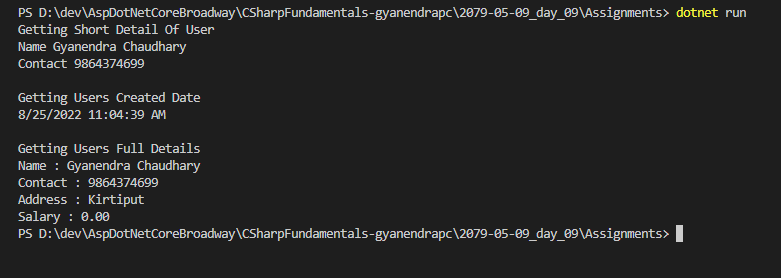 PS D:\dev\AspDotNetCoreBroadway\CSharpFundamentals-gyanendrapc\2079-05-09_day_09\Assignments> dotnet run
Getting Short Detail Of User
Name Gyanendra Chaudhary
Contact 9864374699
Getting Users Created Date
8/25/2022 11:04:39 AM
Getting Users Full Details
Name : Gyanendra Chaudhary
Contact : 9864374699
Address : Kirtiput
Salary : 0.00
PS D:\dev\AspDotNetCoreBroadway\CSharpFundamentals-gyanendrapc\2079-05-09_day_09\Assignments>